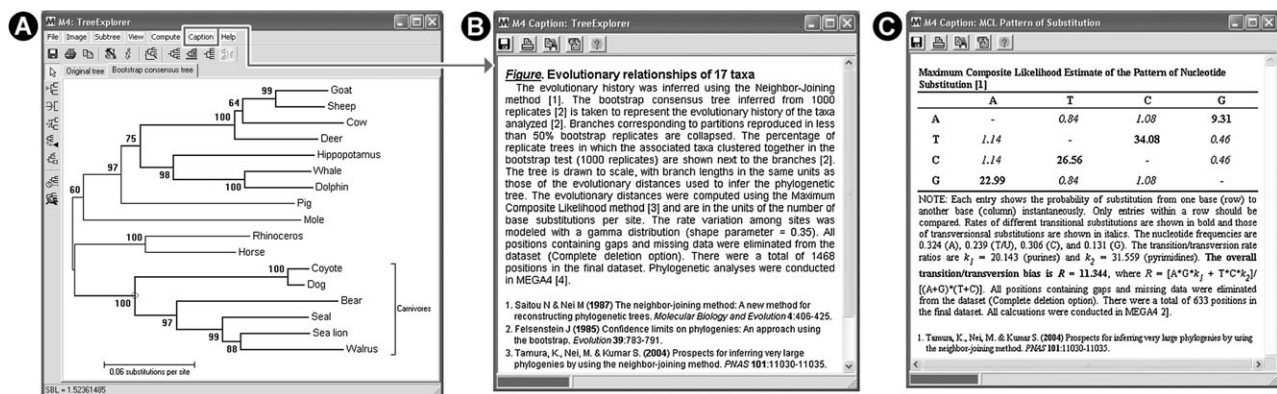 A
M4: TreeExplorer
File Image Subtree View Compute Caption Help
Original tree Bootstrap consensus tree
99
Goat
64
Sheep
100
Cow
75
Deer
Hippopotamus
97
98
Whale
100
Dolphin
60
Pig
Mole
100
Rhinoceros
Horse
100
Coyote
Dog
100
Bear
Carnivores
97
Seal
99
Sea lion
88
Walrus
0.06 substitutions per site
SBL = 1.52361485
B
M4 Caption: TreeExplorer
Figure. Evolutionary relationships of 17 taxa
The evolutionary history was inferred using the Neighbor-Joining
method [1]. The bootstrap consensus tree inferred from 1000
replicates [2] is taken to represent the evolutionary history of the taxa
analyzed [2]. Branches corresponding to partitions reproduced in less
than 50% bootstrap replicates are collapsed. The percentage of
replicate trees in which the associated taxa clustered together in the
bootstrap test (1000 replicates) are shown next to the branches [2].
The tree is drawn to scale, with branch lengths in the same units as
those of the evolutionary distances used to infer the phylogenetic
tree. The evolutionary distances were computed using the Maximum
Composite Likelihood method [3] and are in the units of the number of
base substitutions per site. The rate variation among sites was
modeled with a gamma distribution (shape parameter = 0.35). All
positions containing gaps and missing data were eliminated from the
dataset (Complete deletion option). There were a total of 1468
positions in the final dataset. Phylogenetic analyses were conducted
in MEGA4 [4].
1. Saitou N & Nei M (1987) The neighbor-joining method: A new method for
reconstructing phylogenetic trees. Molecular Biology and Evolution 4:406-425.
2. Felsenstein J (1985) Confidence limits on phylogenies: An approach using
the bootstrap. Evolution 39:783-791.
3. Tamura, K., Nei, M. & Kumar S. (2004) Prospects for inferring very large
phylogenies by using the neighbor-joining method. PNAS 101:11030-11035.
C
M4 Caption: MCL Pattern of Substitution
Maximum Composite Likelihood Estimate of the Pattern of Nucleotide
Substitution [1]
A T C G
A - 0.84 1.08 9.31
T 1.14 - 34.08 0.46
C 1.14 26.56 - 0.46
G 22.99 0.84 1.08 -
NOTE: Each entry shows the probability of substitution from one base (row) to
another base (column) instantaneously. Only entries within a row should be
compared. Rates of different transitional substitutions are shown in bold and those
of transversional substitutions are shown in italics. The nucleotide frequencies are
0.324 (A), 0.239 (T/U), 0.306 (C), and 0.131 (G). The transition/transversion rate
ratios are k1 = 20.143 (purines) and k2 = 31.559 (pyrimidines). The overall
transition/transversion bias is R = 11.344, where R = [A*G*k1 + T*C*k2]/
[(A+G)*(T+C)]. All positions containing gaps and missing data were eliminated
from the dataset (Complete deletion option). There were a total of 633 positions in
the final dataset. All calcuations were conducted in MEGA4 2].
1. Tamura, K., Nei, M. & Kumar S. (2004) Prospects for inferring very large phylogenies by using
the neighbor-joining method. PNAS 101:11030-11035.